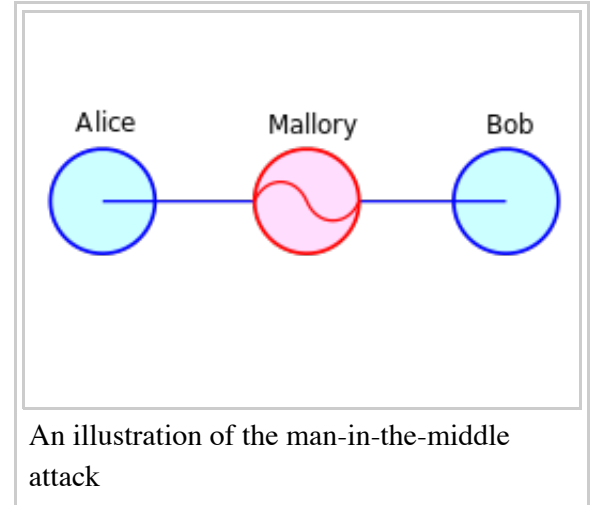 Alice Mallory Bob
An illustration of the man-in-the-middle
attack